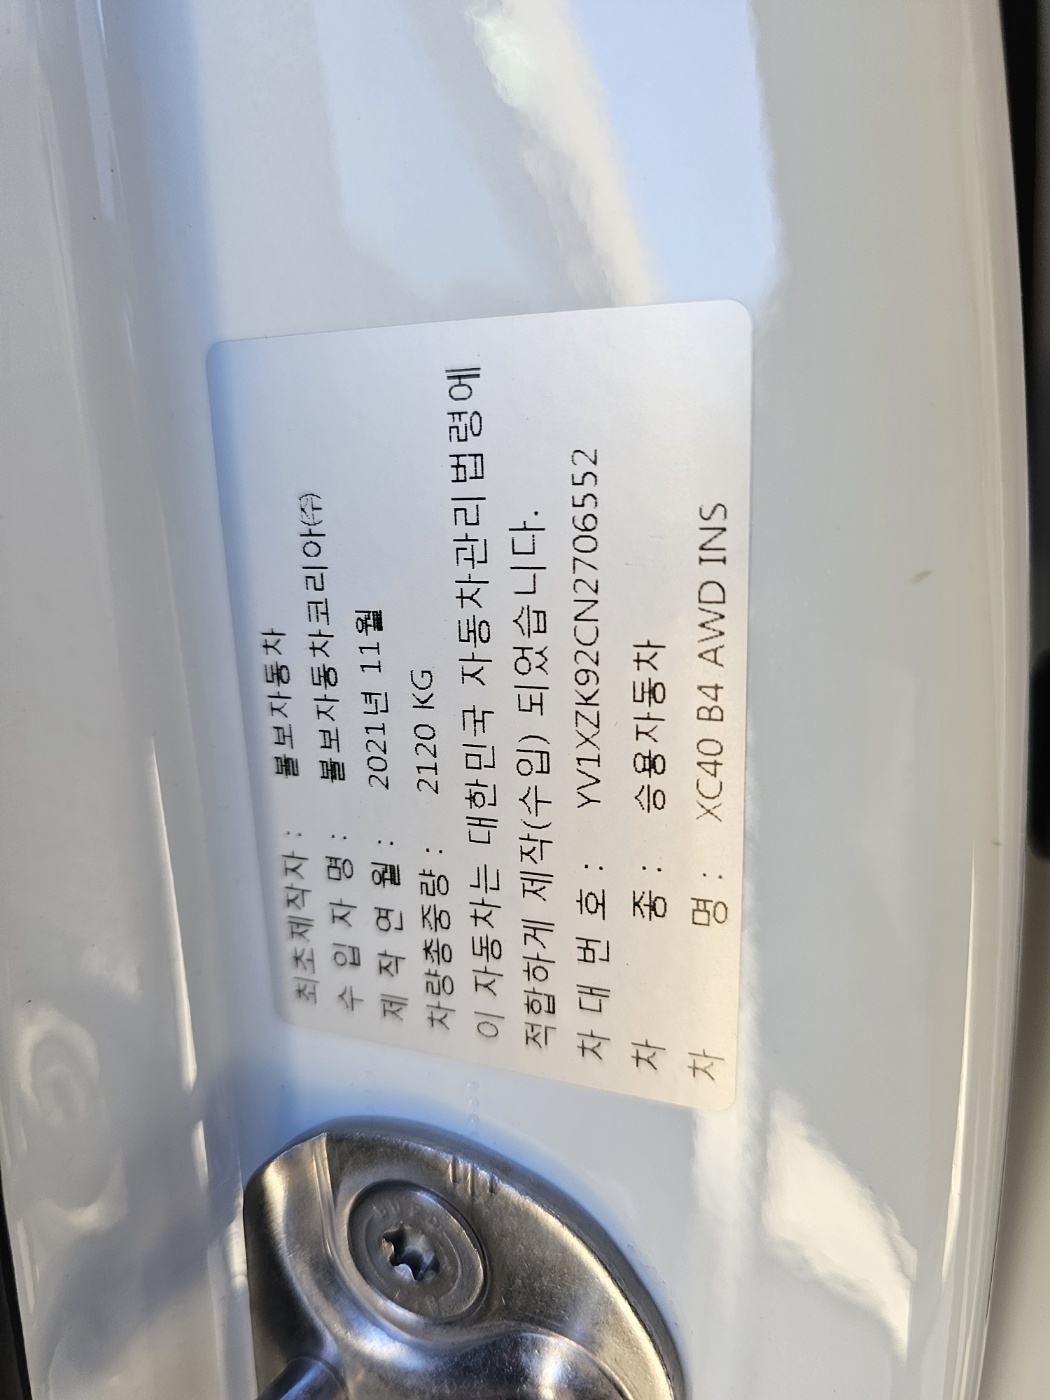 최초제작자 : 볼보자동차
수 입 자 명 : 볼보자동차코리아㈜
제 작 연 월 : 2021년 11월
차량총중량 : 2120 KG
이 자동차는 대한민국 자동차관리법령에
적합하게 제작(수입) 되었습니다.
차 대 번 호 : YV1XZK92CN2706552
차 종 : 승용자동차
차 명 : XC40 B4 AWD INS